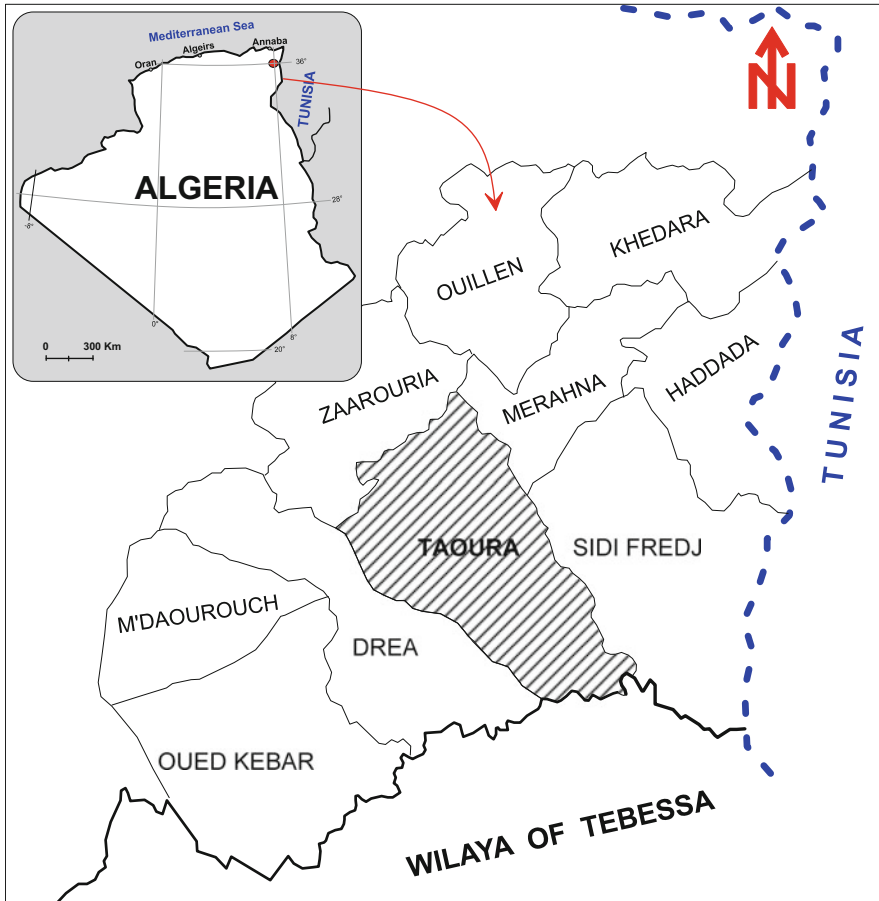 Mediterranean Sea
Oran
Algeirs
Annaba
36°
TUNISIA
ALGERIA
28°
-8°
0°
8°
20°
0 300 Km
N
KHEDARA
OUILLEN
HADDADA
MERAHNA
ZAAROURIA
TUNISIA
TAOURA
SIDI FREDJ
M'DAOUROUCH
DREA
OUED KEBAR
WILAYA OF TEBESSA